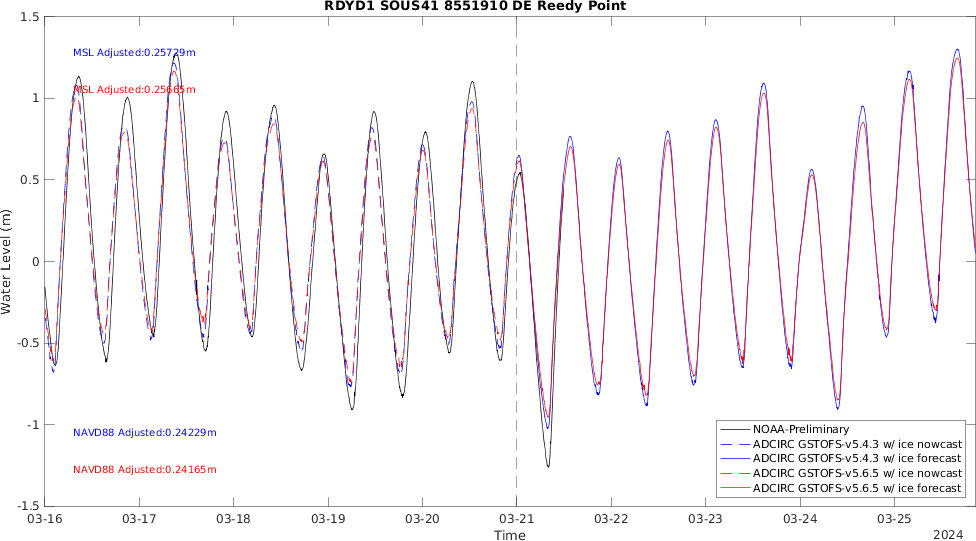 RDYD1 SOUS41 8551910 DE Reedy Point
1.5
1
0.5
0
-0.5
-1
-1.5
Water Level (m)
MSL Adjusted:0.25729m
MSL Adjusted:0.25665m
NAVD88 Adjusted:0.24229m
NAVD88 Adjusted:0.24165m
NOAA-Preliminary
ADCIRC GSTOFS-v5.4.3 w/ ice nowcast
ADCIRC GSTOFS-v5.4.3 w/ ice forecast
ADCIRC GSTOFS-v5.6.5 w/ ice nowcast
ADCIRC GSTOFS-v5.6.5 w/ ice forecast
03-16 03-17 03-18 03-19 03-20 03-21 03-22 03-23 03-24 03-25
Time
2024